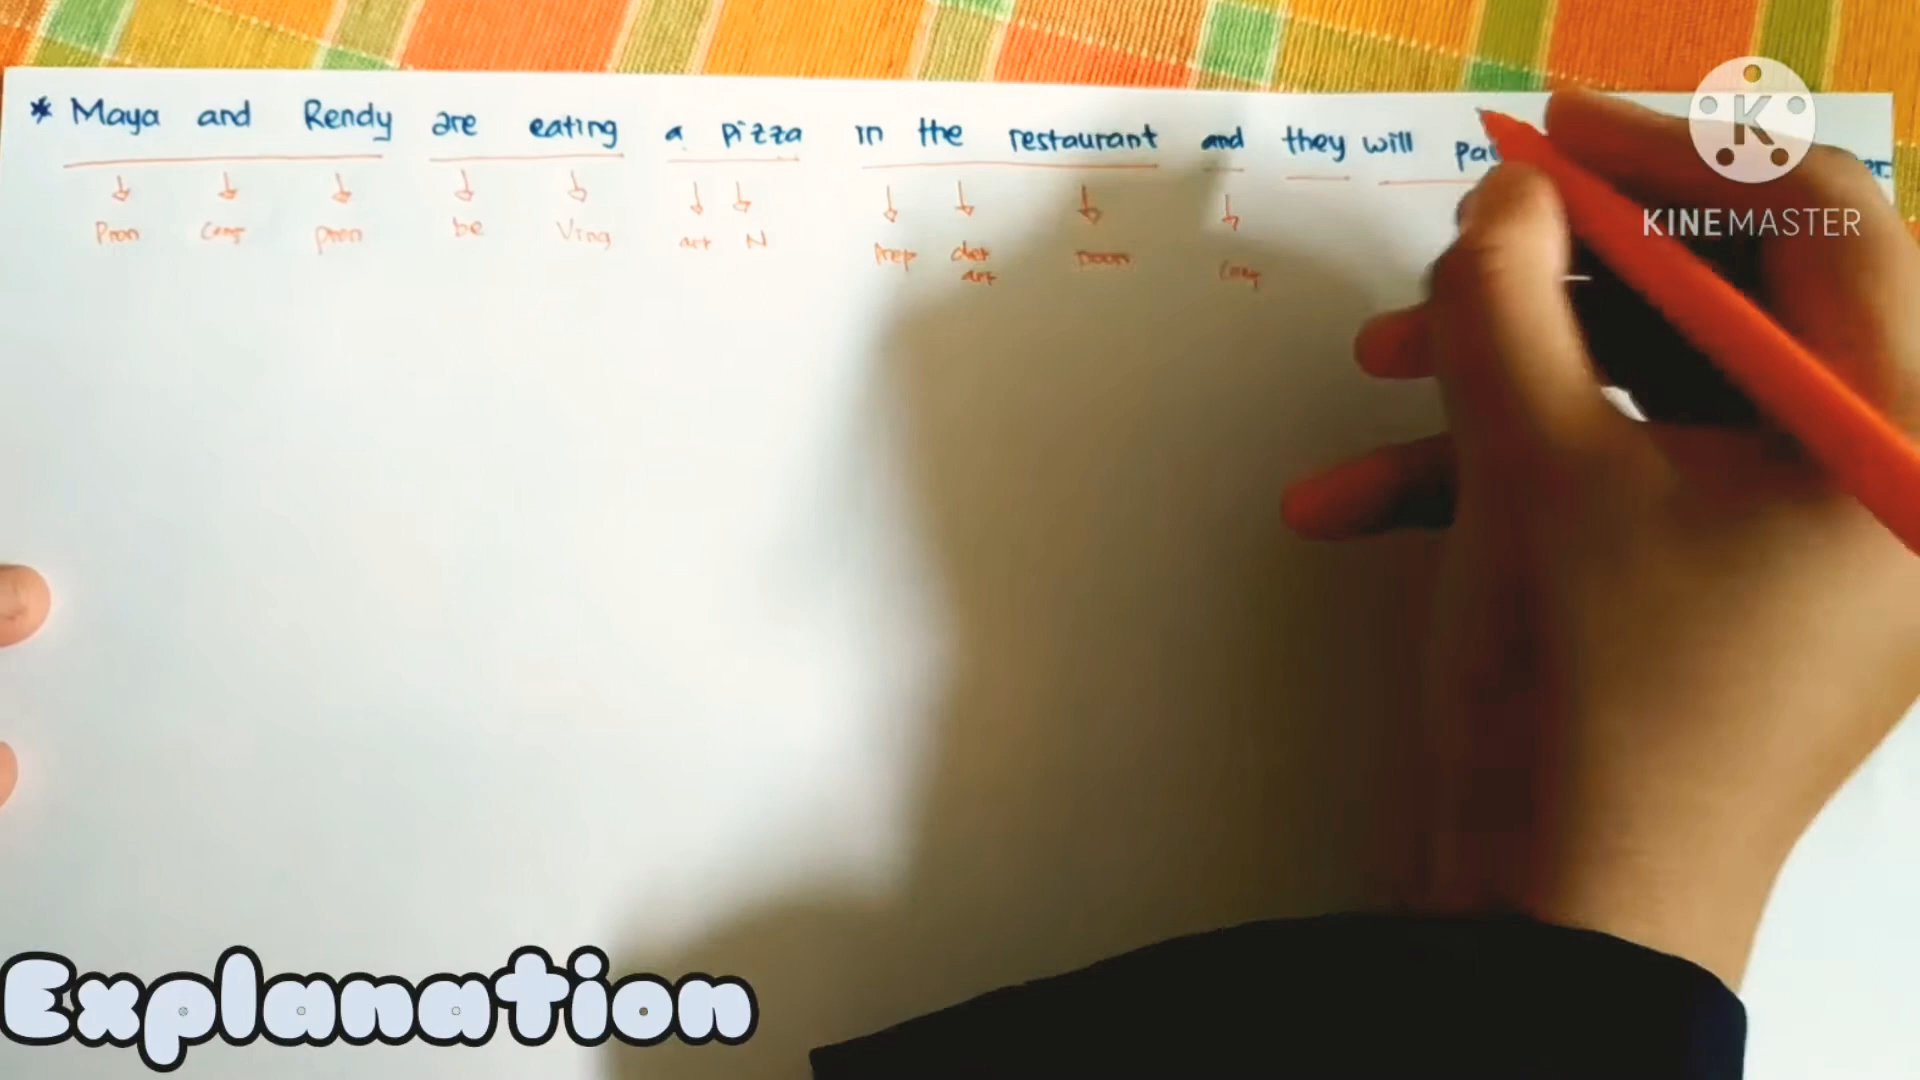 * Maya and Rendy are eating a pizza in the restaurant and they will
Pron Conj pron be Ving art N Prep def noun Conj
art
K
KINEMASTER
Explanation